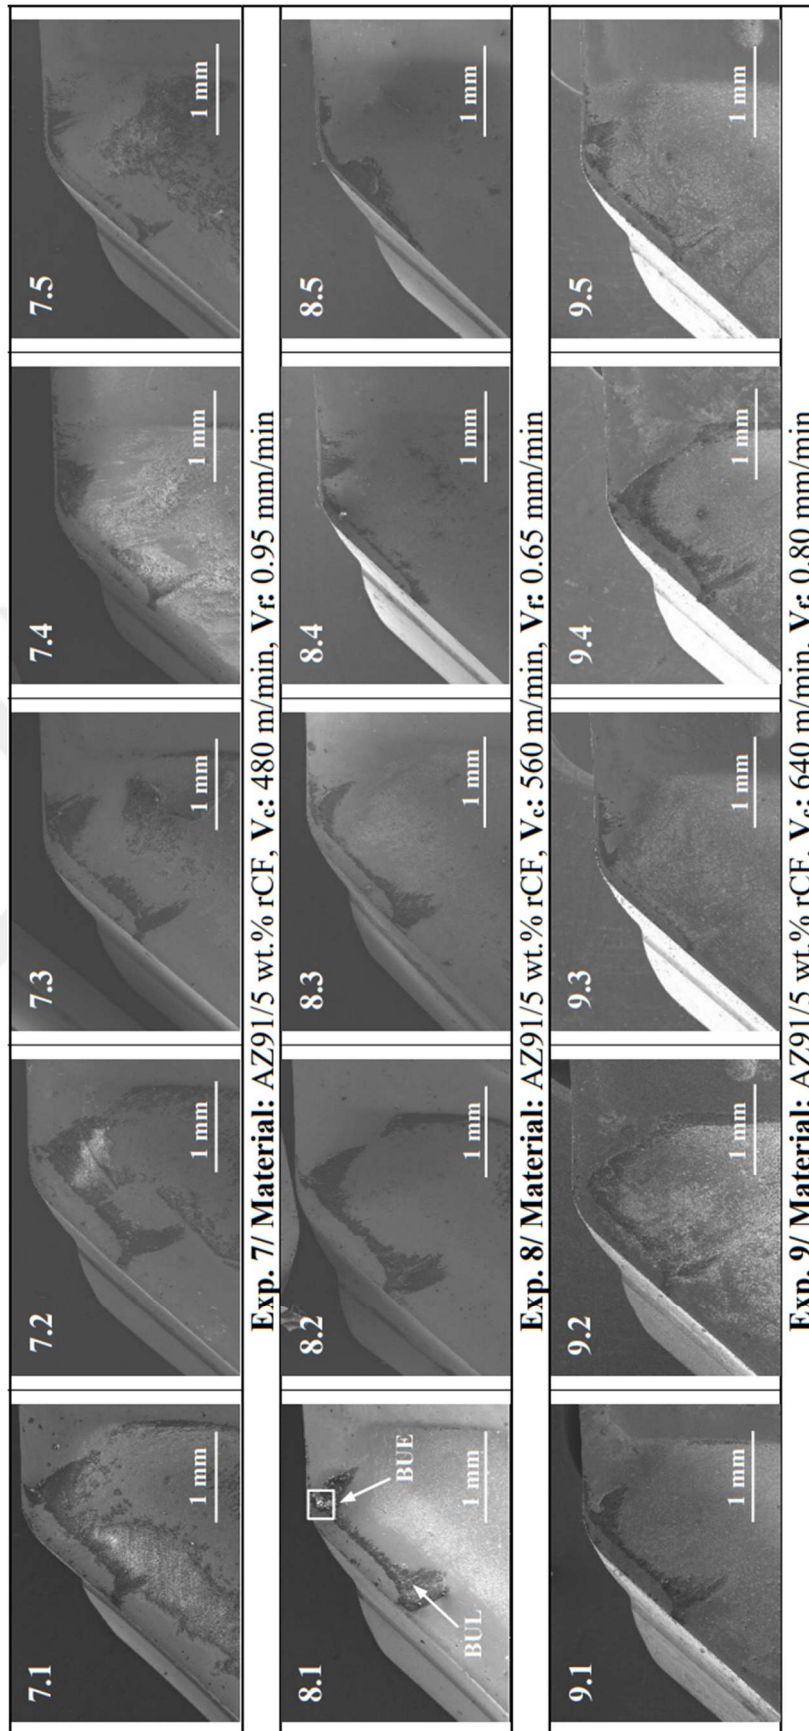 7.1 7.2 7.3 7.4 7.5
1 mm 1 mm 1 mm 1 mm 1 mm
Exp. 7/ Material: AZ91/5 wt.% rCF, Vc: 480 m/min, Vf: 0.95 mm/min
8.1 8.2 8.3 8.4 8.5
BUL BUE
1 mm 1 mm 1 mm 1 mm 1 mm
Exp. 8/ Material: AZ91/5 wt.% rCF, Vc: 560 m/min, Vf: 0.65 mm/min
9.1 9.2 9.3 9.4 9.5
1 mm 1 mm 1 mm 1 mm 1 mm
Exp. 9/ Material: AZ91/5 wt.% rCF, Vc: 640 m/min, Vf: 0.80 mm/min